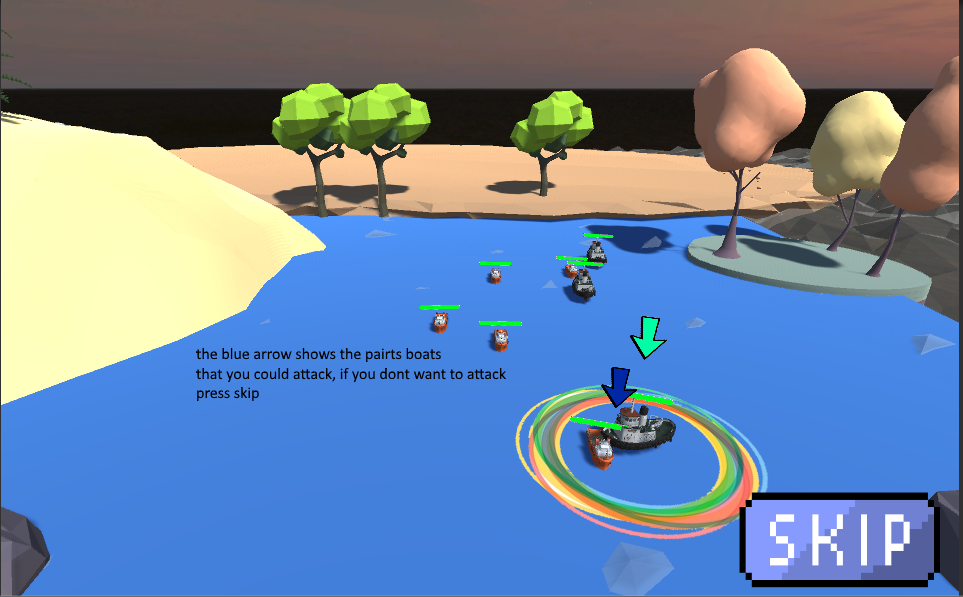 the blue arrow shows the pairts boats
that you could attack, if you dont want to attack
press skip
SKIP